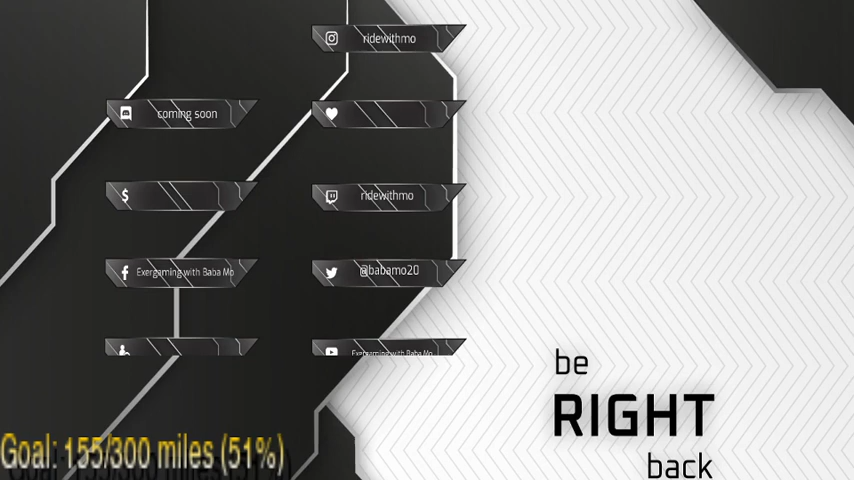 ridewithmo
coming soon
ridewithmo
Exergaming with Baba Mo
@babamo20
Exergaming with Baba Mo
be
RIGHT
back
Goal: 155/300 miles (51%)